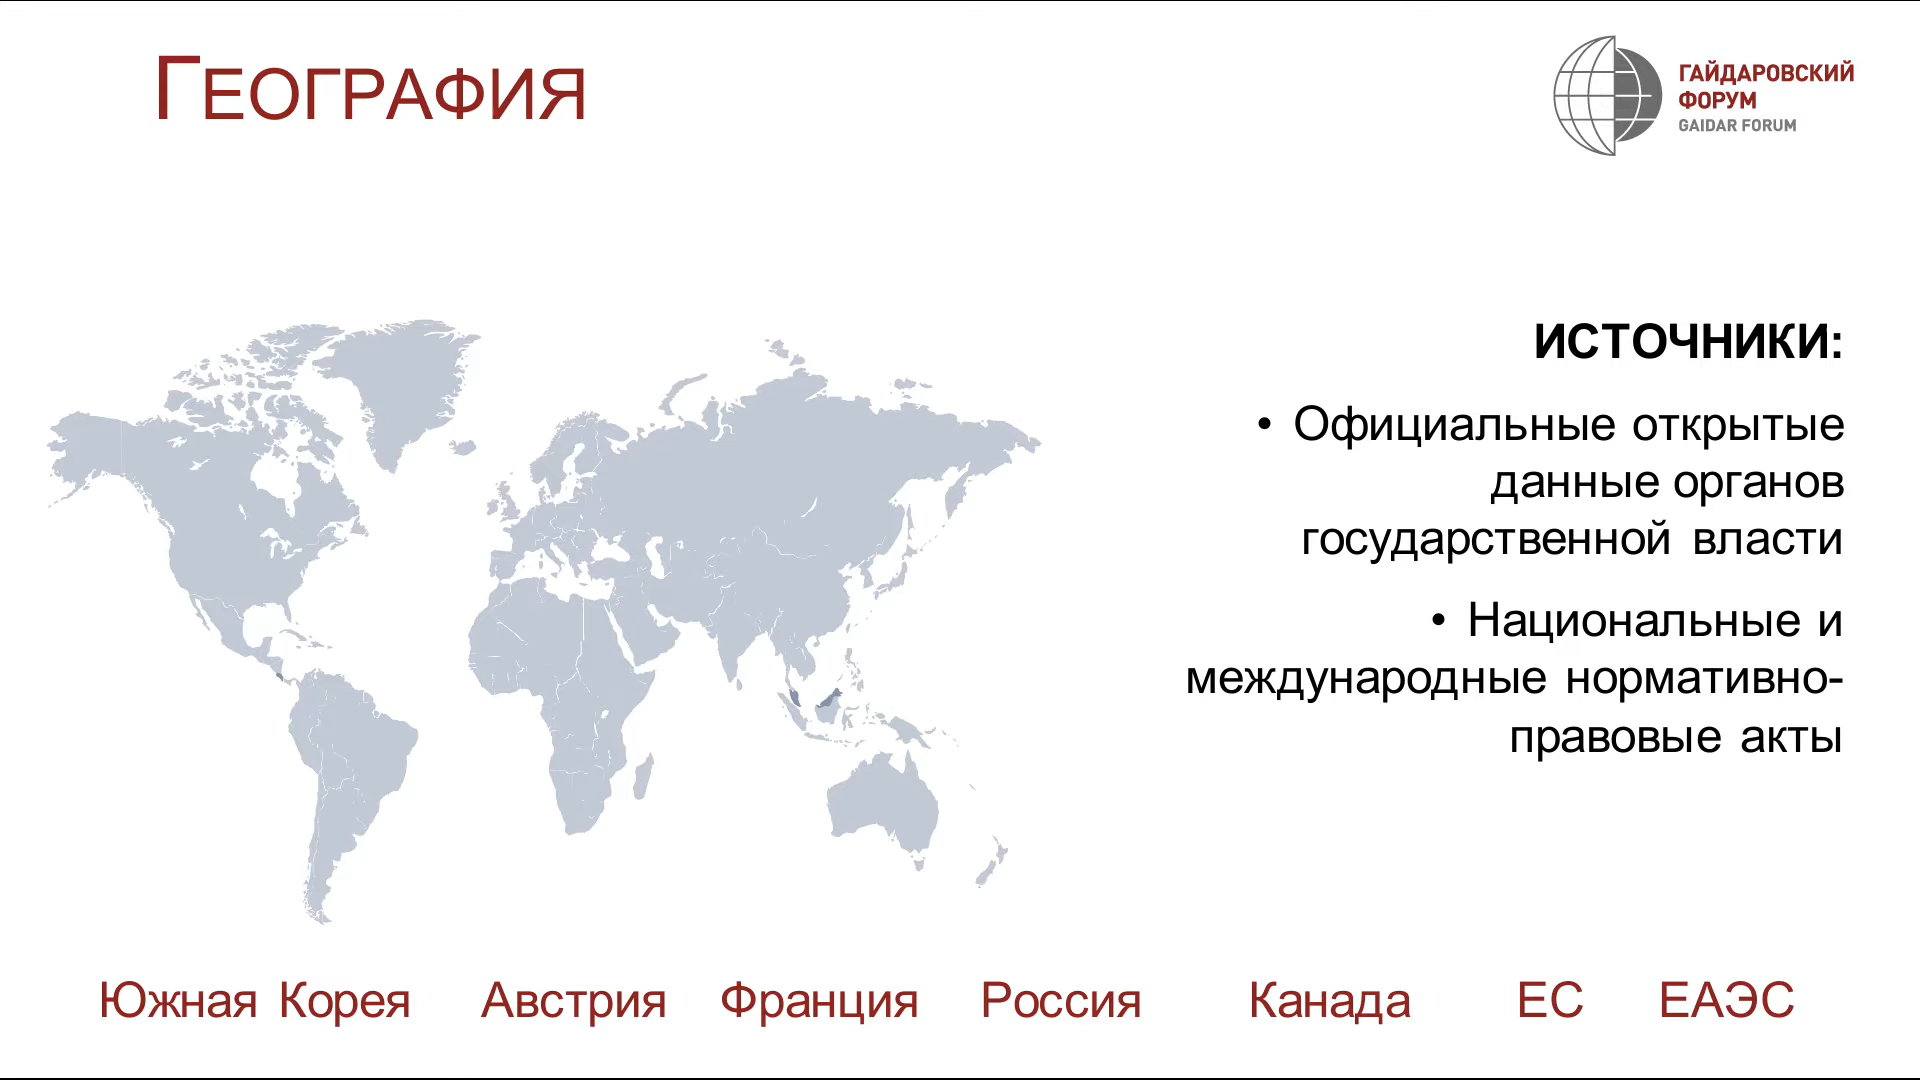 ГЕОГРАФИЯ
ГАЙДАРОВСКИЙ
ФОРУМ
GAIDAR FORUM
ИСТОЧНИКИ:
• Официальные открытые
данные органов
государственной власти
• Национальные и
международные нормативно-
правовые акты
Южная Корея Австрия Франция Россия Канада ЕС ЕАЭС